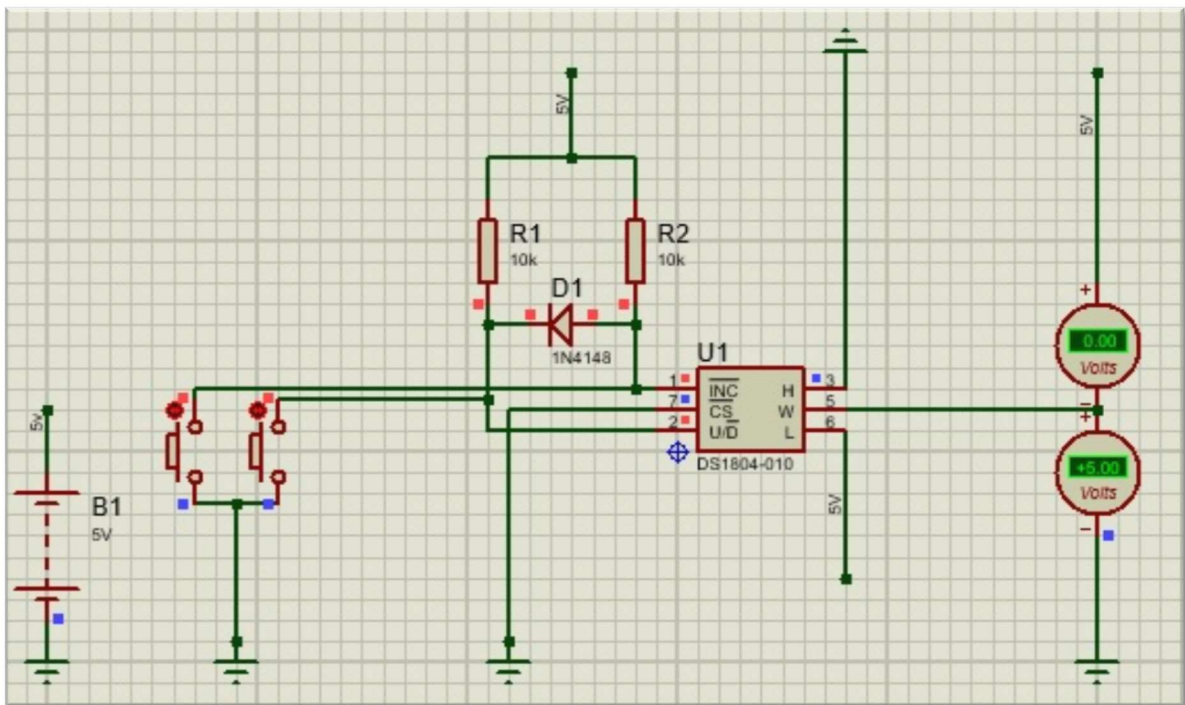 5V
5V
R1
10k
R2
10k
D1
1N4148
+
0.00
Volts
−
U1
1
INC
H
3
7
CS
W
5
2
U/D
L
6
DS1804-010
+
+5.00
Volts
−
5v
B1
5V
5V